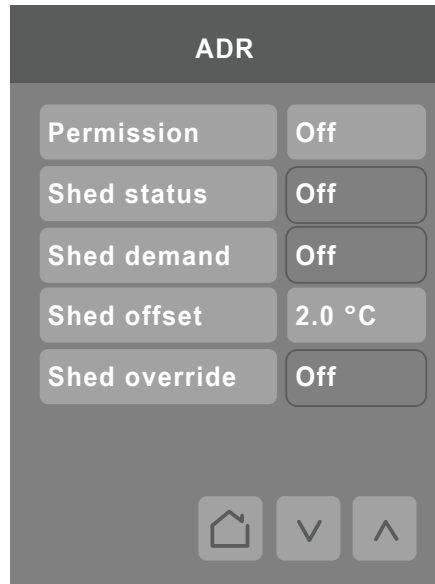 ADR
Permission Off
Shed status Off
Shed demand Off
Shed offset 2.0 °C
Shed override Off